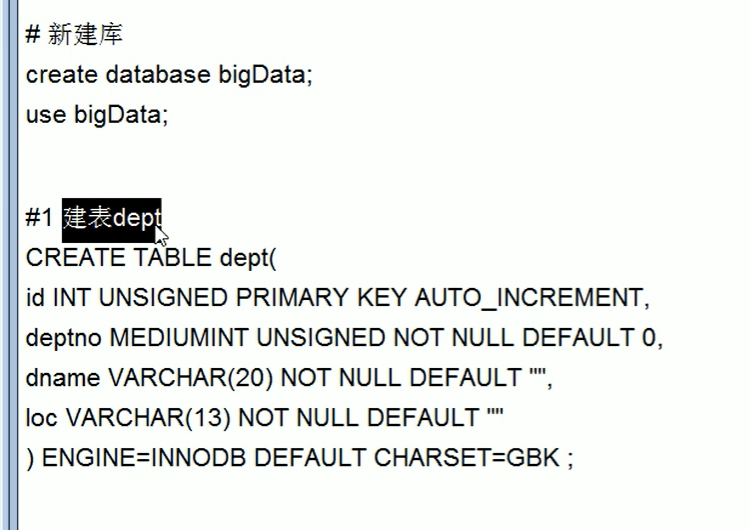 # 新建库
create database bigData;
use bigData;
#1 建表dept
CREATE TABLE dept(
id INT UNSIGNED PRIMARY KEY AUTO_INCREMENT,
deptno MEDIUMINT UNSIGNED NOT NULL DEFAULT 0,
dname VARCHAR(20) NOT NULL DEFAULT "",
loc VARCHAR(13) NOT NULL DEFAULT ""
) ENGINE=INNODB DEFAULT CHARSET=GBK ;